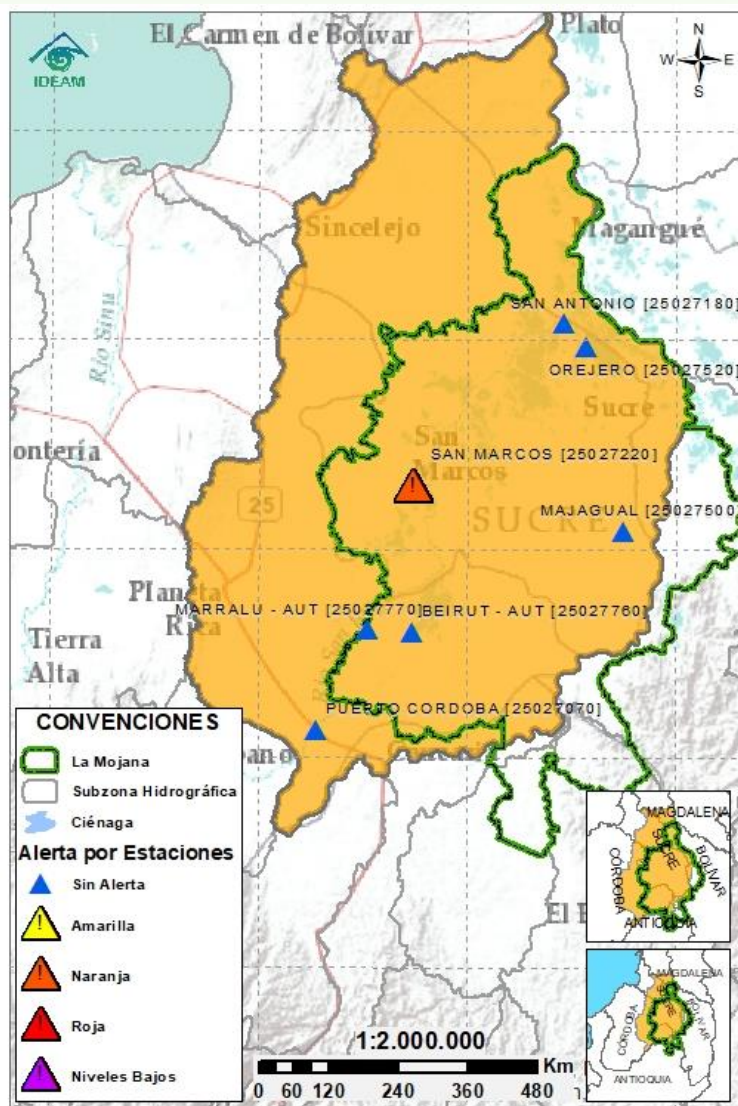 El Carmen de Bolívar
Plato
N
W E
S
IDEAM
Sincelejo
Magangué
Río Sinú
SAN ANTONIO [25027180]
OREJERO [25027520]
Sucre
ontería
San
Marcos
SAN MARCOS [25027220]
25
MAJAGUAL [25027500]
SUCRE
Planeta
Rica
MARRALU - AUT [25027770]
BEIRUT - AUT [25027760]
Tierra
Alta
PUERTO CORDOBA [25027070]
CONVENCIONES
La Mojana
Subzona Hidrográfica
Ciénaga
Alerta por Estaciones
Sin Alerta
Amarilla
Naranja
Roja
Niveles Bajos
El B
1:2.000.000
Km
0 60 120 240 360 480
MAGDALENA
SUCRE
BOLÍVAR
CÓRDOBA
ANTIOQUIA
MAGDALENA
SUCRE
BOLÍVAR
CÓRDOBA
ANTIOQUIA